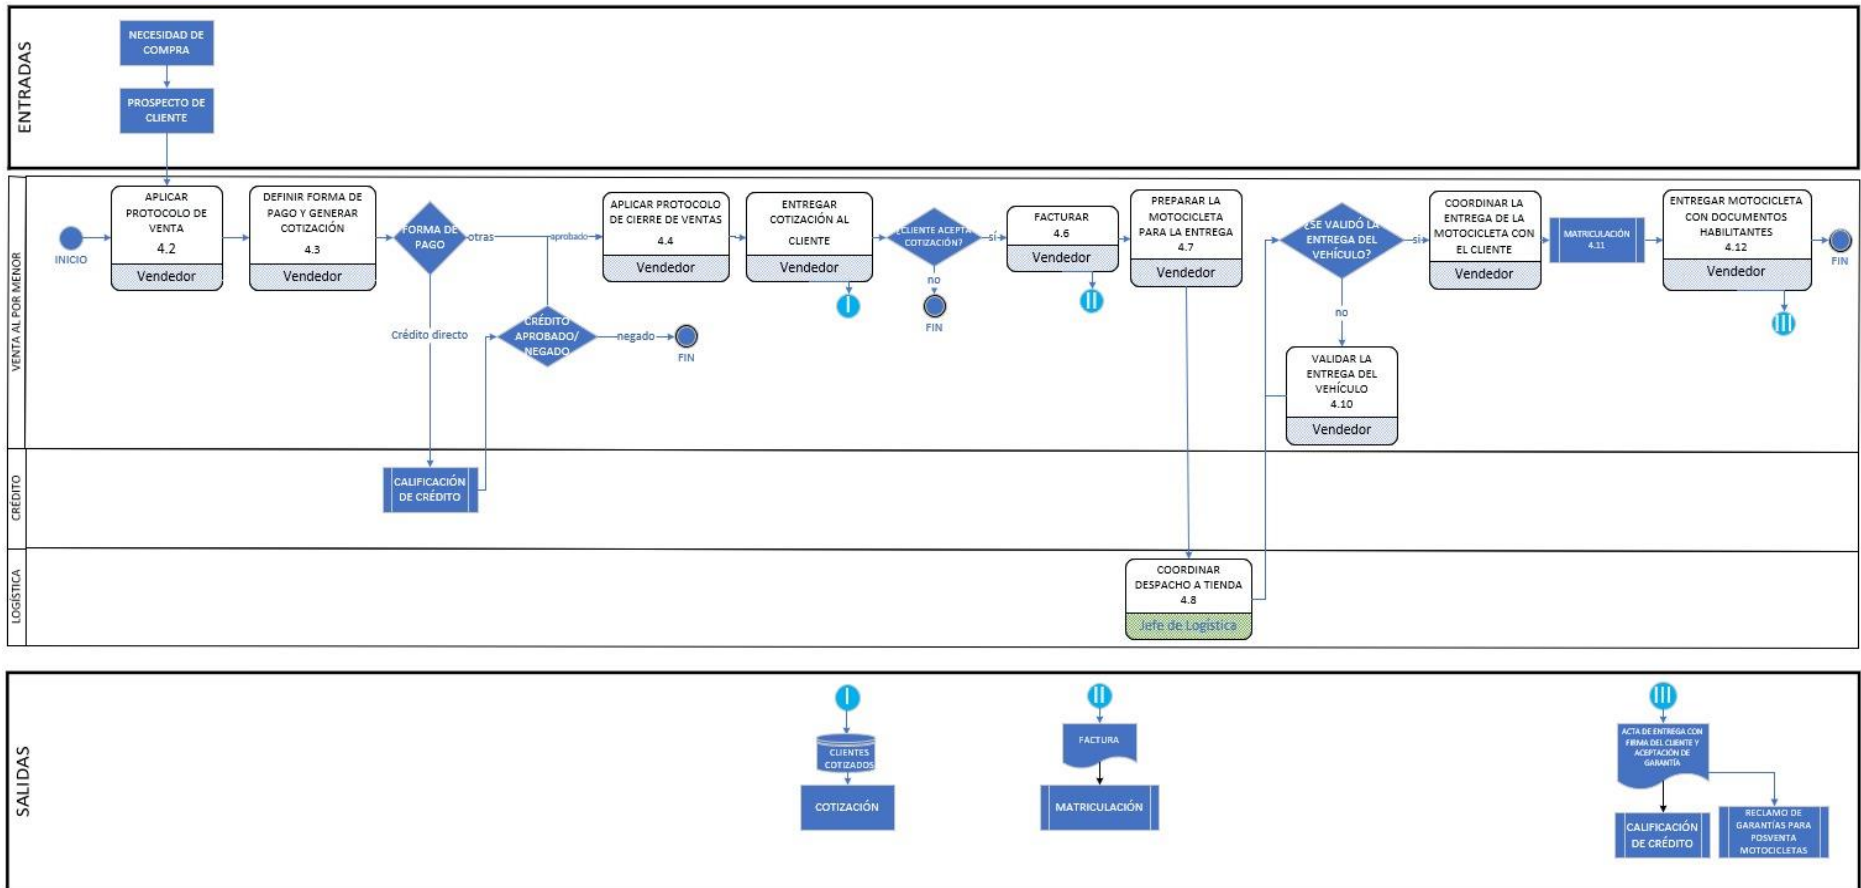 ENTRADAS
NECESIDAD DE
COMPRA
PROSPECTO DE
CLIENTE
VENTA AL POR MENOR
INICIO
APLICAR
PROTOCOLO DE
VENTA
4.2
Vendedor
DEFINIR FORMA DE
PAGO Y GENERAR
COTIZACIÓN
4.3
Vendedor
FORMA DE
PAGO
otras
Crédito directo
aprobado
CRÉDITO
APROBADO/
NEGADO
negado
FIN
APLICAR PROTOCOLO
DE CIERRE DE VENTAS
4.4
Vendedor
ENTREGAR
COTIZACIÓN AL
CLIENTE
Vendedor
I
¿CLIENTE ACEPTA
COTIZACIÓN?
sí
no
FIN
FACTURAR
4.6
Vendedor
II
PREPARAR LA
MOTOCICLETA
PARA LA ENTREGA
4.7
Vendedor
¿SE VALIDÓ LA
ENTREGA DEL
VEHÍCULO?
si
no
VALIDAR LA
ENTREGA DEL
VEHÍCULO
4.10
Vendedor
COORDINAR LA
ENTREGA DE LA
MOTOCICLETA CON
EL CLIENTE
Vendedor
MATRICULACIÓN
4.11
ENTREGAR MOTOCICLETA
CON DOCUMENTOS
HABILITANTES
4.12
Vendedor
III
FIN
CRÉDITO
CALIFICACIÓN
DE CRÉDITO
LOGÍSTICA
COORDINAR
DESPACHO A TIENDA
4.8
Jefe de Logística
SALIDAS
I
CLIENTES
COTIZADOS
COTIZACIÓN
II
FACTURA
MATRICULACIÓN
III
ACTA DE ENTREGA CON
FIRMA DEL CLIENTE Y
ACEPTACIÓN DE
GARANTÍA
CALIFICACIÓN
DE CRÉDITO
RECLAMO DE
GARANTÍAS PARA
POSVENTA
MOTOCICLETAS